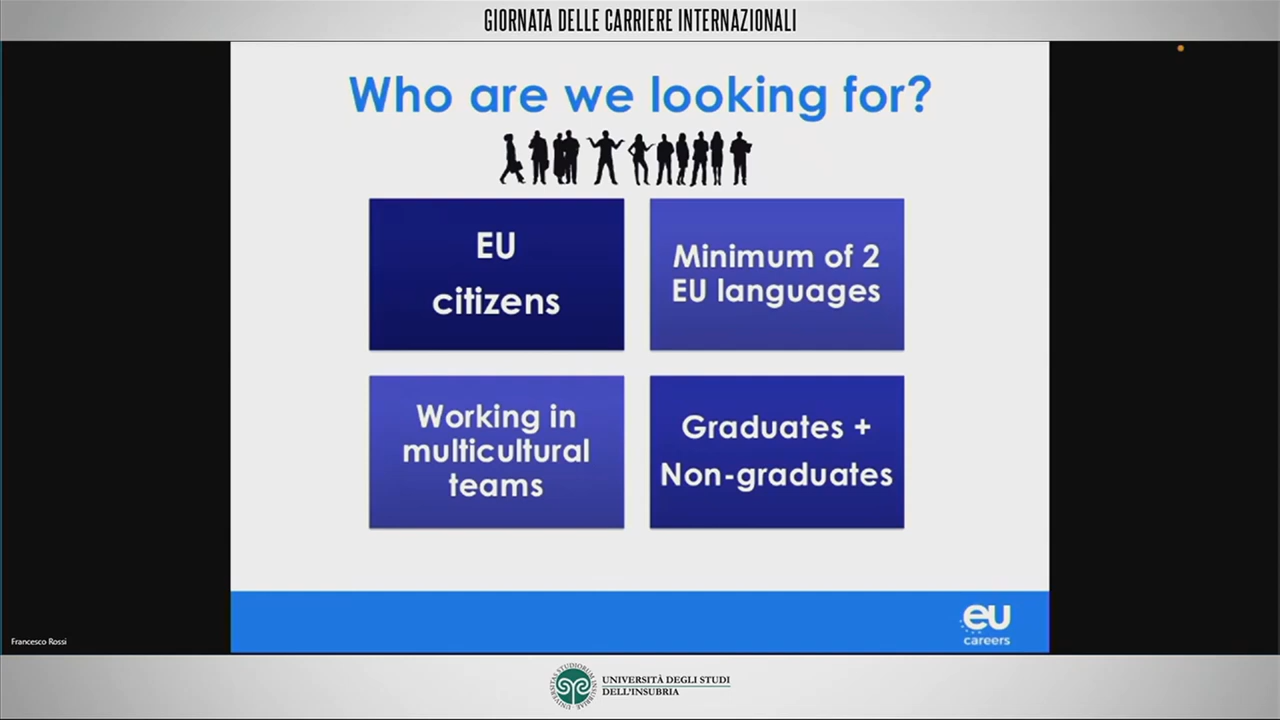 GIORNATA DELLE CARRIERE INTERNAZIONALI
Who are we looking for?
EU
citizens
Minimum of 2
EU languages
Working in
multicultural
teams
Graduates +
Non-graduates
eu
careers
Francesco Rossi
UNIVERSITÀ DEGLI STUDI
DELL'INSUBRIA